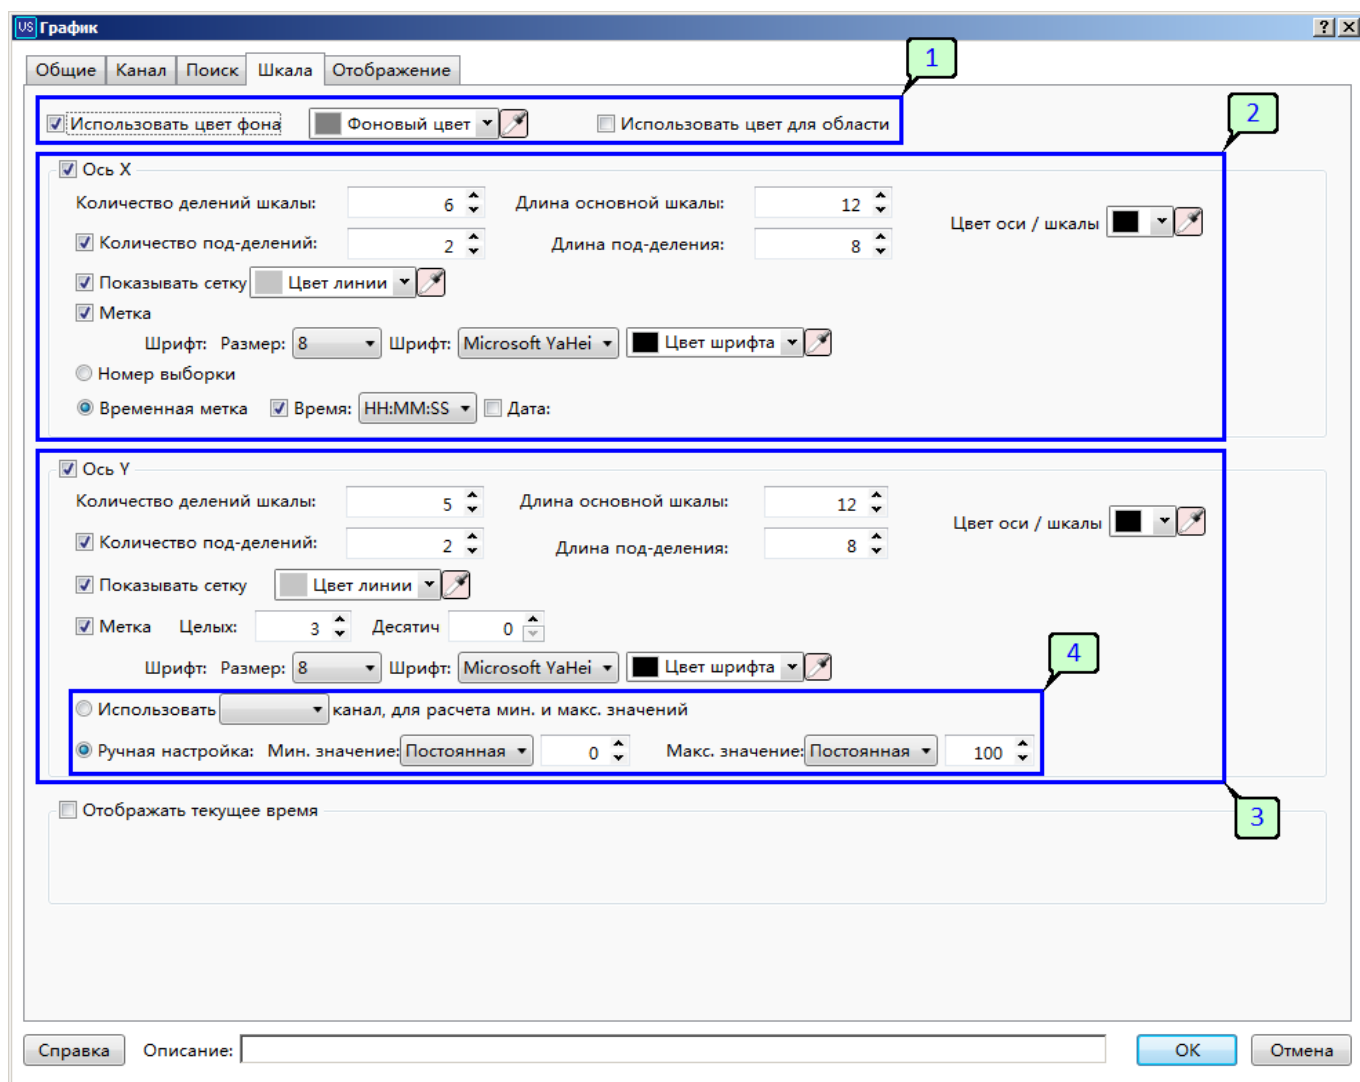 VS График ? X
Общие Канал Поиск Шкала Отображение
1
Использовать цвет фона Фоновый цвет Использовать цвет для области
2
Ось X
Количество делений шкалы: 6 Длина основной шкалы: 12
Цвет оси / шкалы
Количество под-делений: 2 Длина под-деления: 8
Показывать сетку Цвет линии
Метка
Шрифт: Размер: 8 Шрифт: Microsoft YaHei Цвет шрифта
Номер выборки
Временная метка Время: HH:MM:SS Дата:
Ось Y
Количество делений шкалы: 5 Длина основной шкалы: 12
Цвет оси / шкалы
Количество под-делений: 2 Длина под-деления: 8
Показывать сетку Цвет линии
Метка Целых: 3 Десятич 0
4
Шрифт: Размер: 8 Шрифт: Microsoft YaHei Цвет шрифта
Использовать канал, для расчета мин. и макс. значений
Ручная настройка: Мин. значение: Постоянная 0 Макс. значение: Постоянная 100
3
Отображать текущее время
Справка Описание: OK Отмена